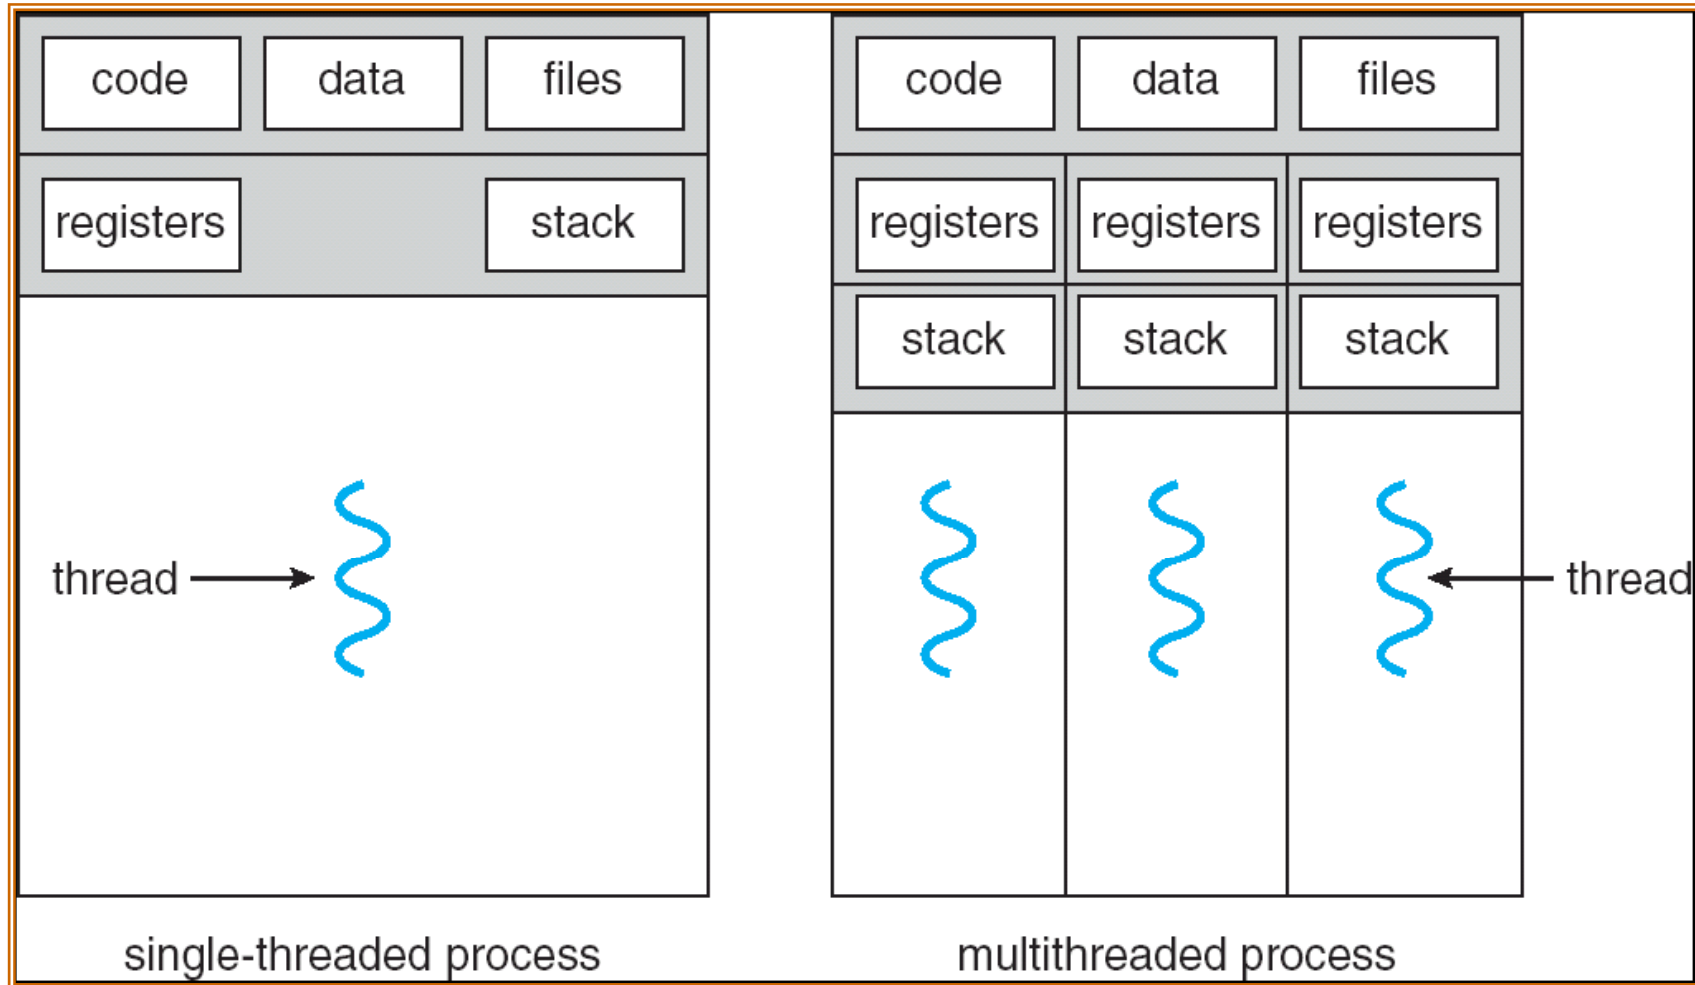 code data files
registers stack
thread
single-threaded process
code data files
registers registers registers
stack stack stack
thread
multithreaded process